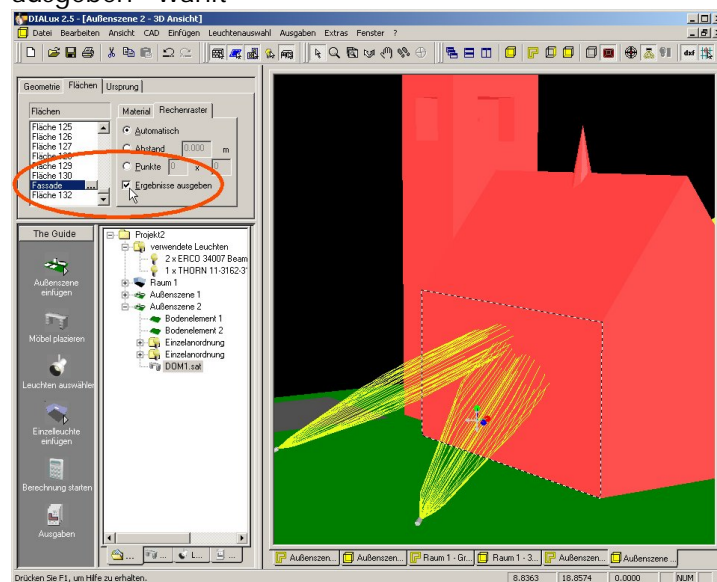 ausgeben" wählt
DIALux 2.5 - [Außenszene 2 - 3D Ansicht]
Datei Bearbeiten Ansicht CAD Einfügen Leuchtenauswahl Ausgaben Extras Fenster ?
dxf
Geometrie Flächen Ursprung
Flächen
Fläche 125
Fläche 126
Fläche 127
Fläche 128
Fläche 129
Fläche 130
Fassade ...
Fläche 132
Material Rechenraster
Automatisch
Abstand 0.000 m
Punkte 0 x 0
Ergebnisse ausgeben
The Guide
Außenszene
einfügen
Möbel plazieren
Leuchten auswähler
Einzelleuchte
einfügen
Berechnung starten
Ausgaben
Projekt2
verwendete Leuchten
2 x ERCO 34007 Beam
1 x THORN 11-3162-3
Raum 1
Außenszene 1
Außenszene 2
Bodenelement 1
Bodenelement 2
Einzelanordnung
Einzelanordnung
DOM1.sat
... ... L... ...
Außenszen... Außenszen... Raum 1 - Gr... Raum 1 - 3... Außenszen... Außenszene ...
Drücken Sie F1, um Hilfe zu erhalten. 8.8363 18.8574 0.0000 NUM